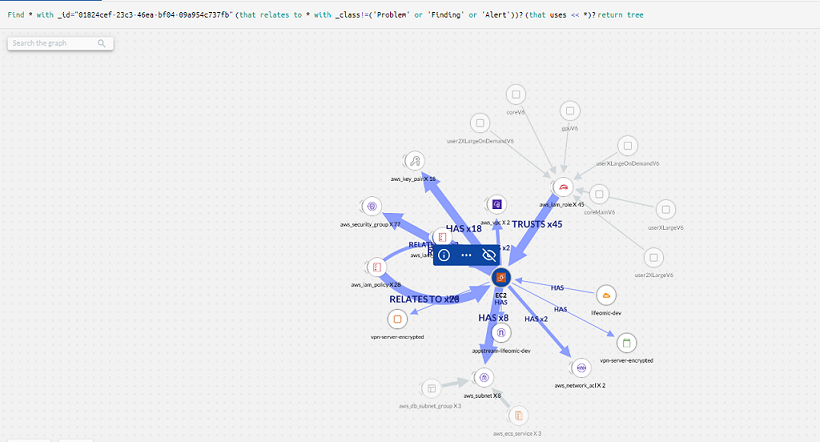 Find * with _id="01824cef-23c3-46ea-bf04-09a954c737fb"(that relates to * with _class!=('Problem' or 'Finding' or 'Alert'))?(that uses << *)?return tree
Search the graph
coreV6
gpuV6
user2XLargeOnDemandV6
userXLargeOnDemandV6
aws_key_pair X 18
aws_iam_role X 45
coreMainV6
aws_security_group X 77
aws_vpc X 2
userXLargeV6
HAS x18
TRUSTS x45
x2
user2XLargeV6
aws_iam_policy X 28
EC2
HAS
HAS
lifeomic-dev
RELATES TO x28
HAS
HAS x8
HAS x2
vpn-server-encrypted
appstream-lifeomic-dev
vpn-server-encrypted
aws_network_acl X 2
aws_subnet X 8
aws_db_subnet_group X 3
aws_ecs_service X 3